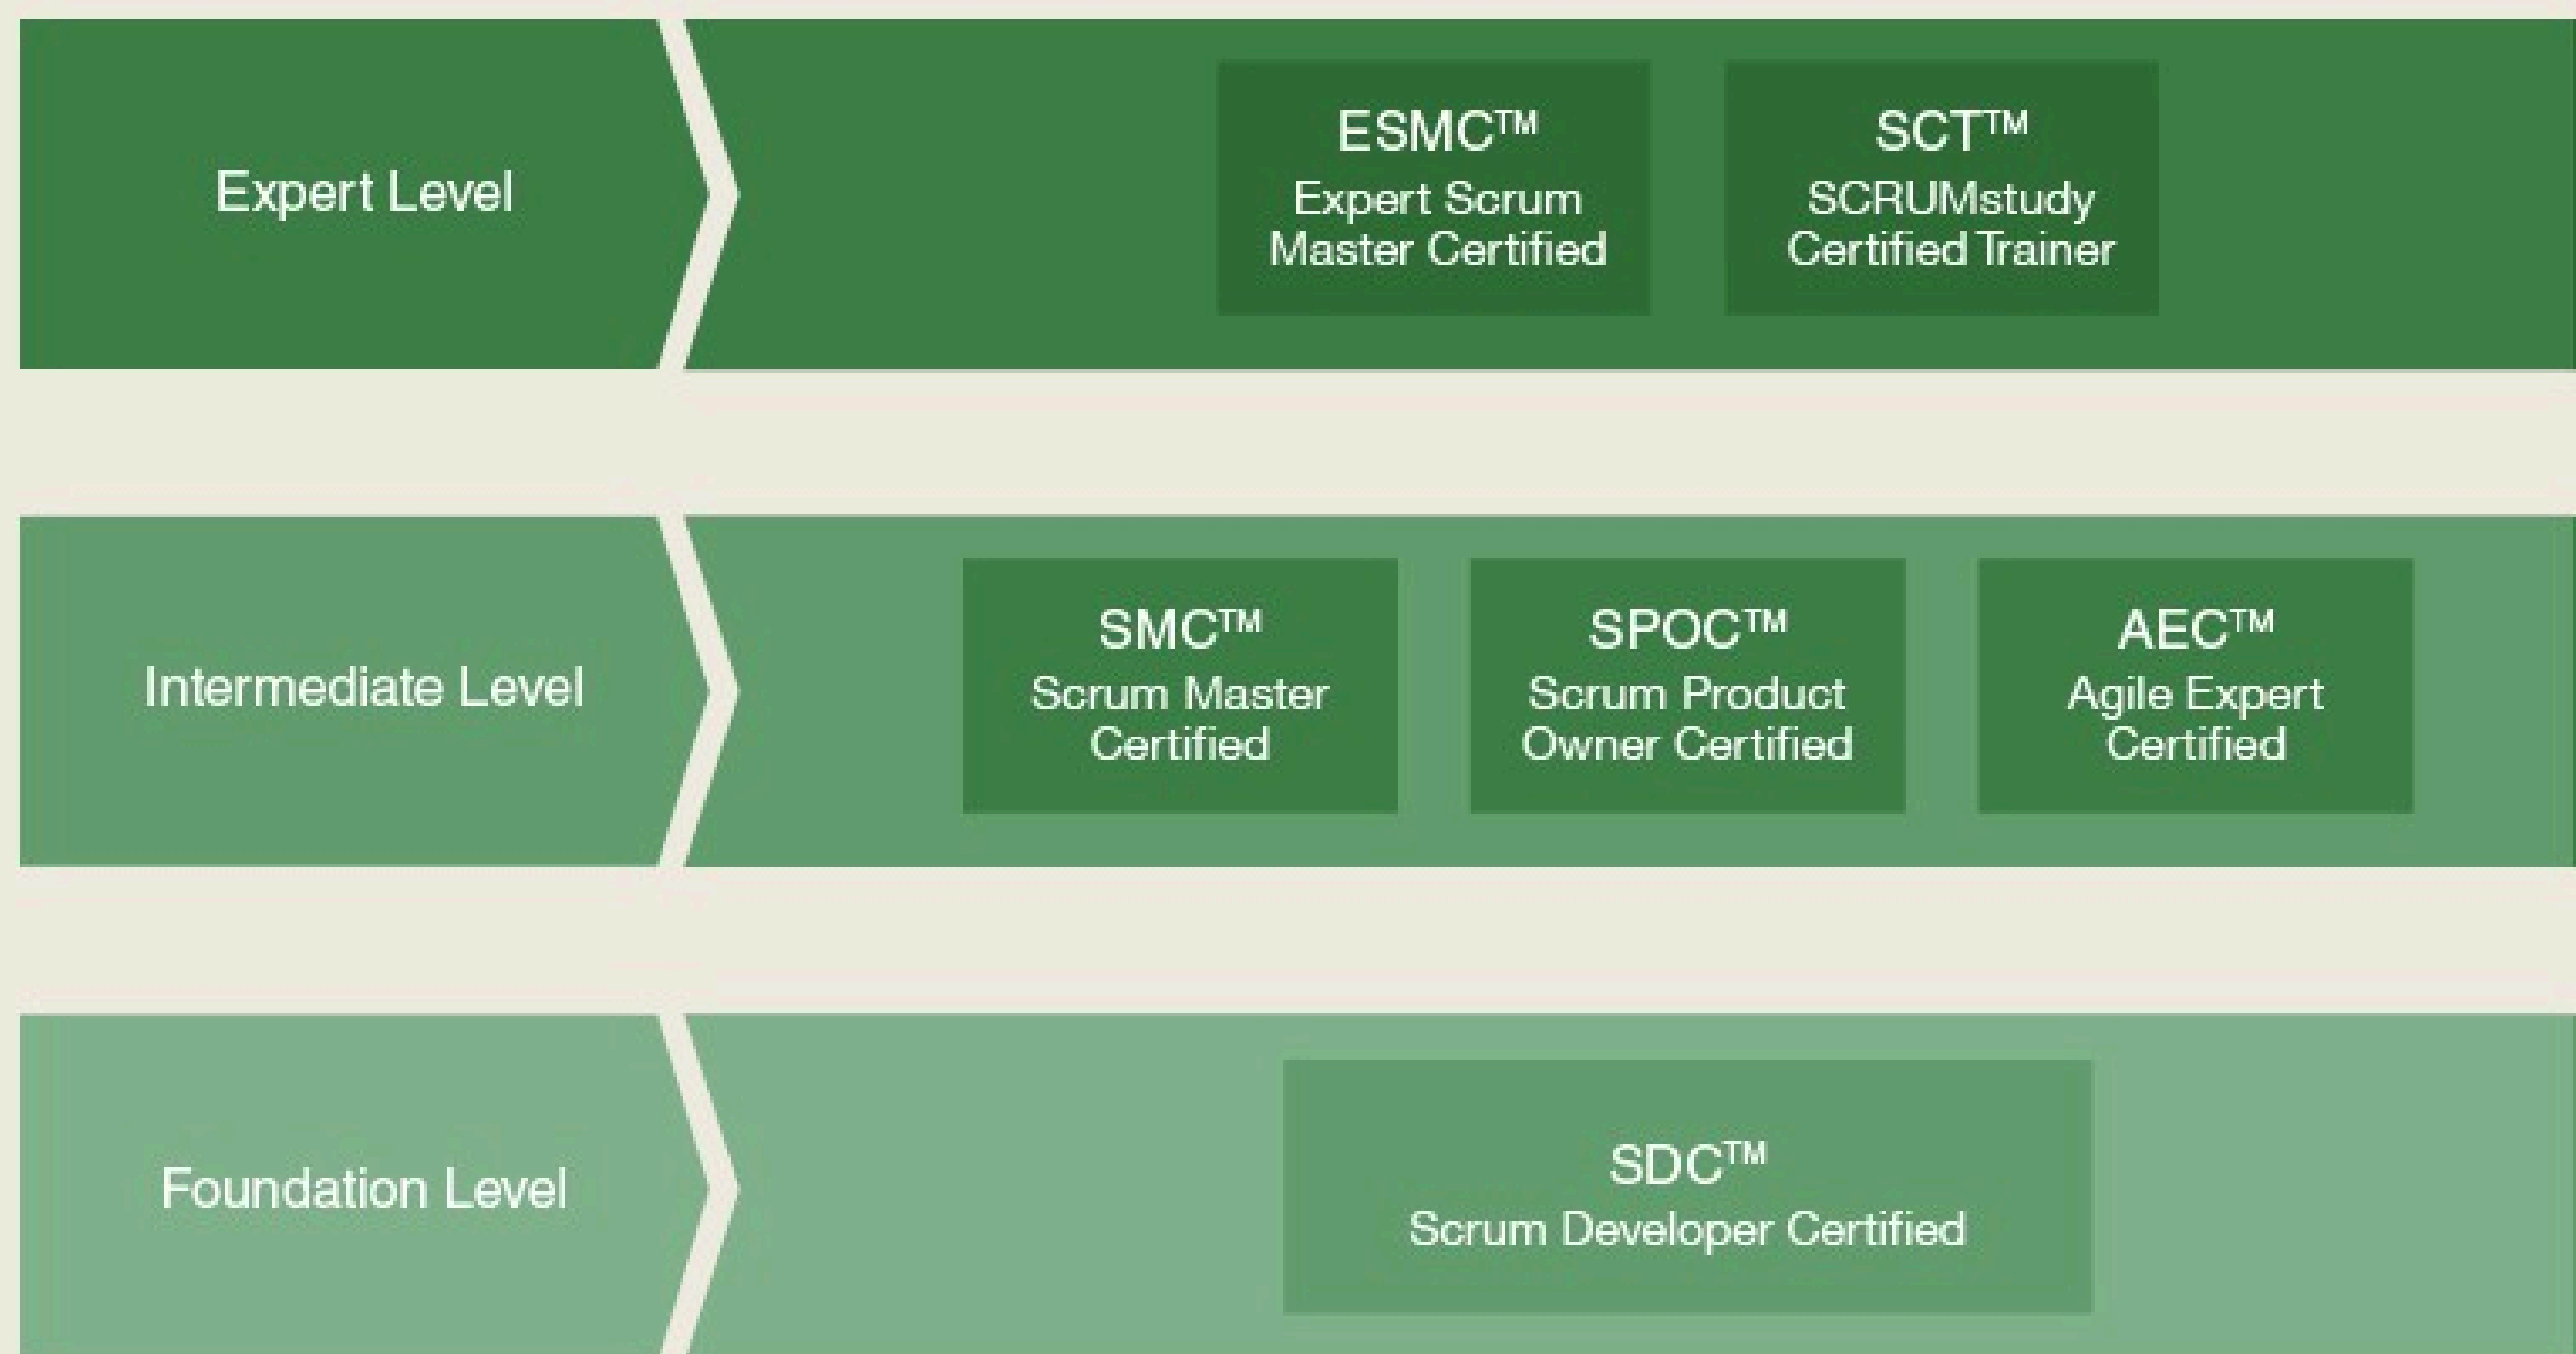 Expert Level
ESMC™
Expert Scrum
Master Certified
SCT™
SCRUMstudy
Certified Trainer
Intermediate Level
SMC™
Scrum Master
Certified
SPOC™
Scrum Product
Owner Certified
AEC™
Agile Expert
Certified
Foundation Level
SDC™
Scrum Developer Certified